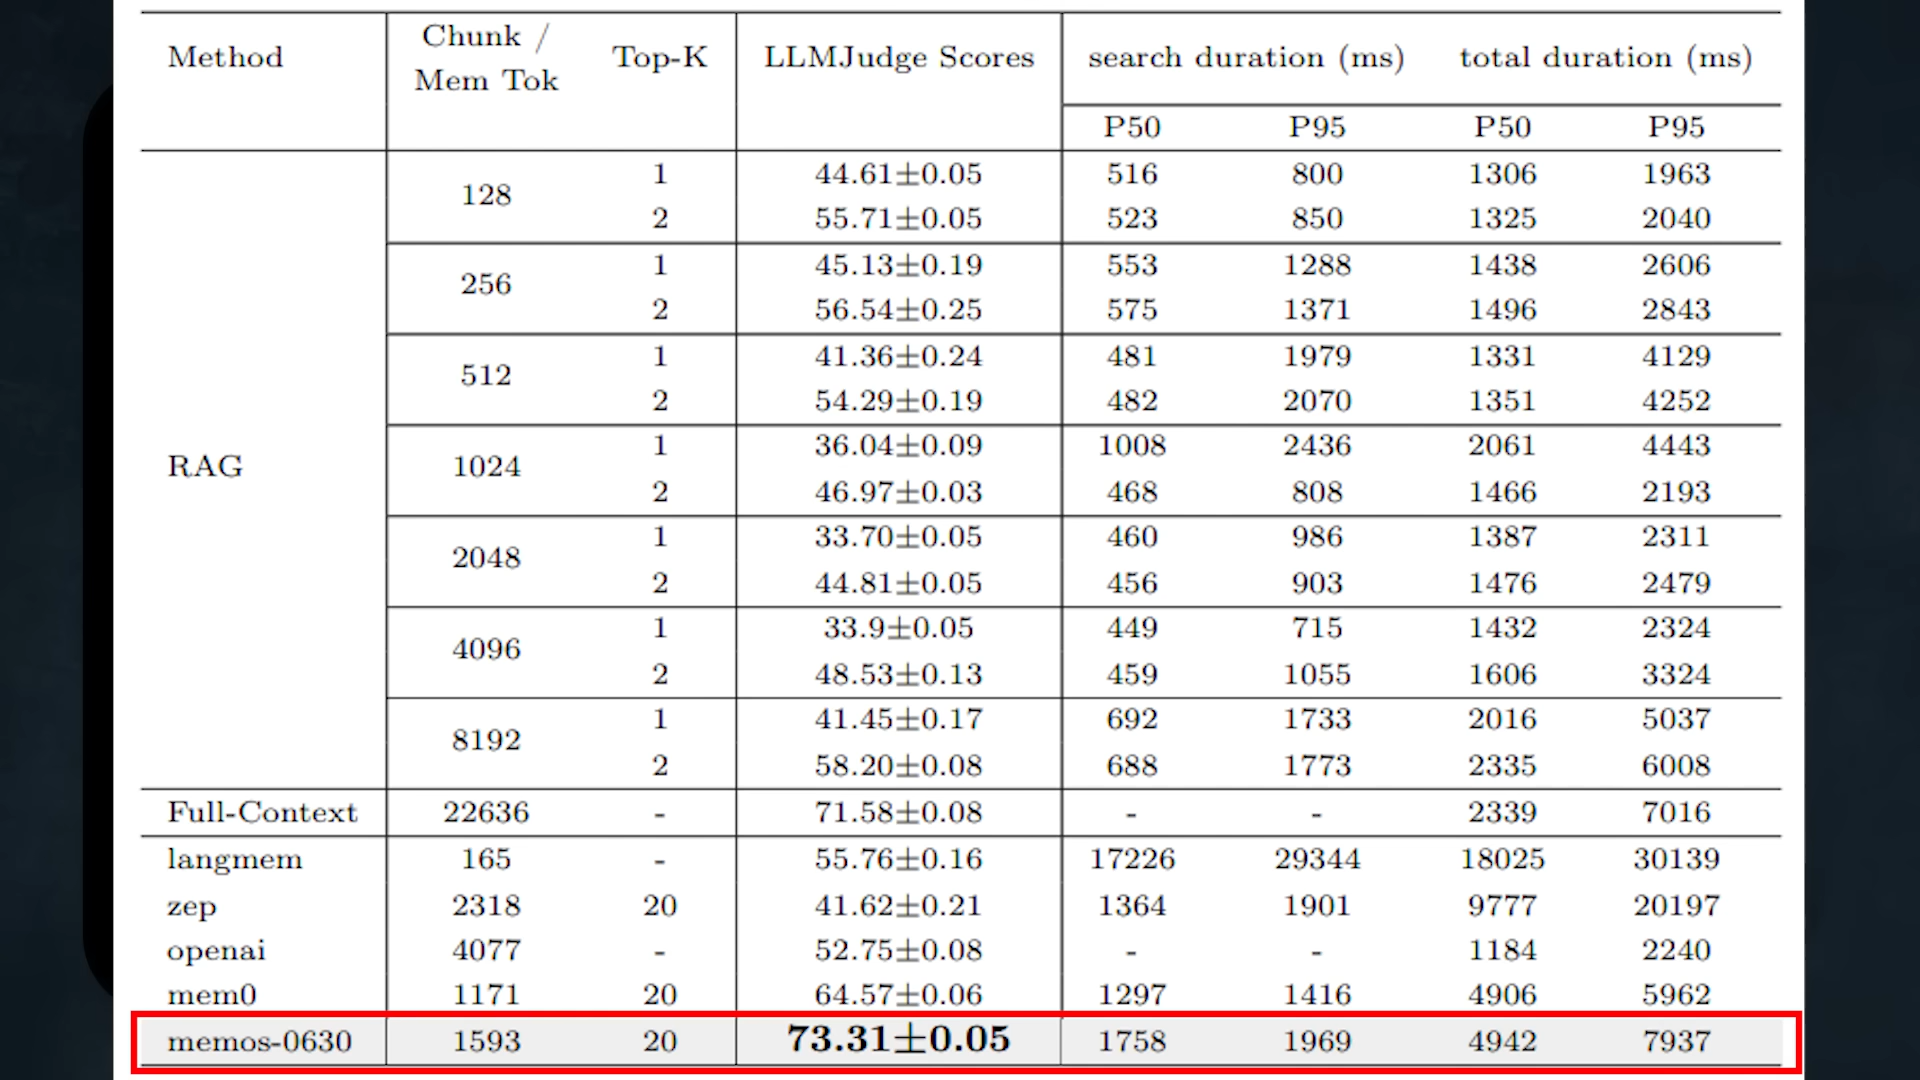 Method Chunk / Mem Tok Top-K LLMJudge Scores search duration (ms) total duration (ms)
P50 P95 P50 P95
RAG
128
1 44.61±0.05 516 800 1306 1963
2 55.71±0.05 523 850 1325 2040
256
1 45.13±0.19 553 1288 1438 2606
2 56.54±0.25 575 1371 1496 2843
512
1 41.36±0.24 481 1979 1331 4129
2 54.29±0.19 482 2070 1351 4252
1024
1 36.04±0.09 1008 2436 2061 4443
2 46.97±0.03 468 808 1466 2193
2048
1 33.70±0.05 460 986 1387 2311
2 44.81±0.05 456 903 1476 2479
4096
1 33.9±0.05 449 715 1432 2324
2 48.53±0.13 459 1055 1606 3324
8192
1 41.45±0.17 692 1733 2016 5037
2 58.20±0.08 688 1773 2335 6008
Full-Context 22636 - 71.58±0.08 - - 2339 7016
langmem 165 - 55.76±0.16 17226 29344 18025 30139
zep 2318 20 41.62±0.21 1364 1901 9777 20197
openai 4077 - 52.75±0.08 - - 1184 2240
mem0 1171 20 64.57±0.06 1297 1416 4906 5962
memos-0630 1593 20 73.31±0.05 1758 1969 4942 7937